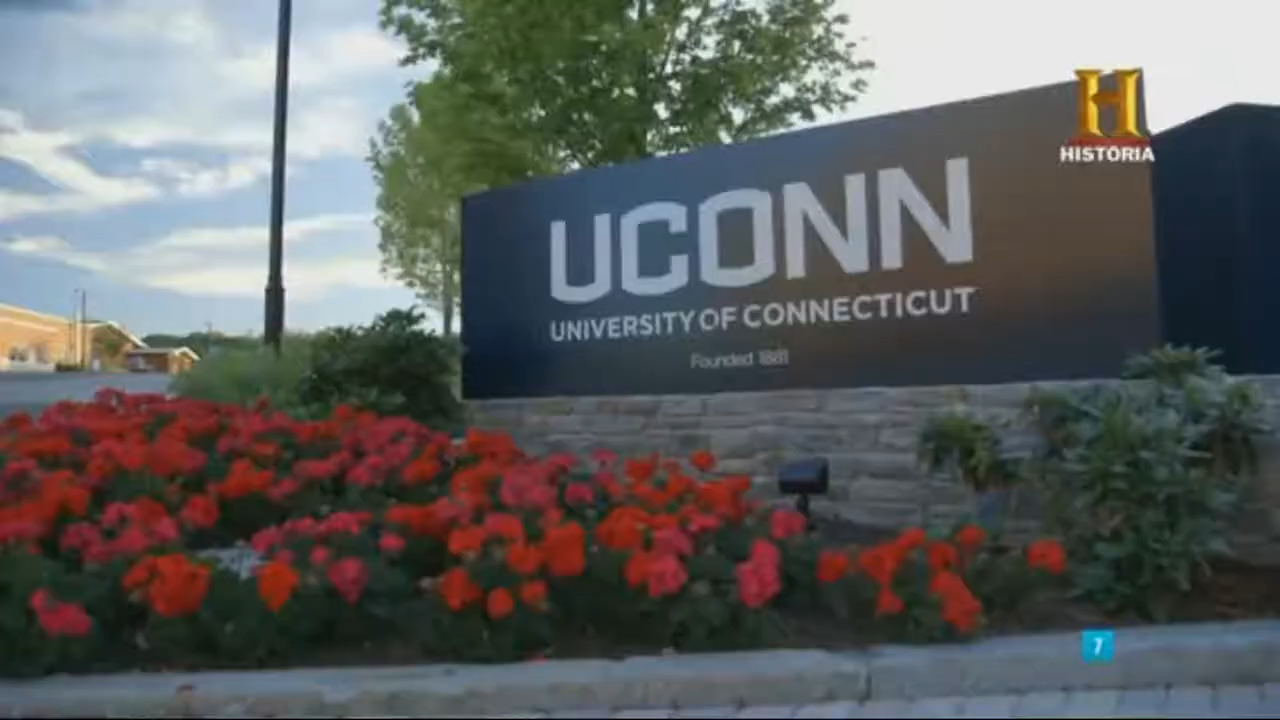 H
HISTORIA
UCONN
UNIVERSITY OF CONNECTICUT
Founded 1881
7